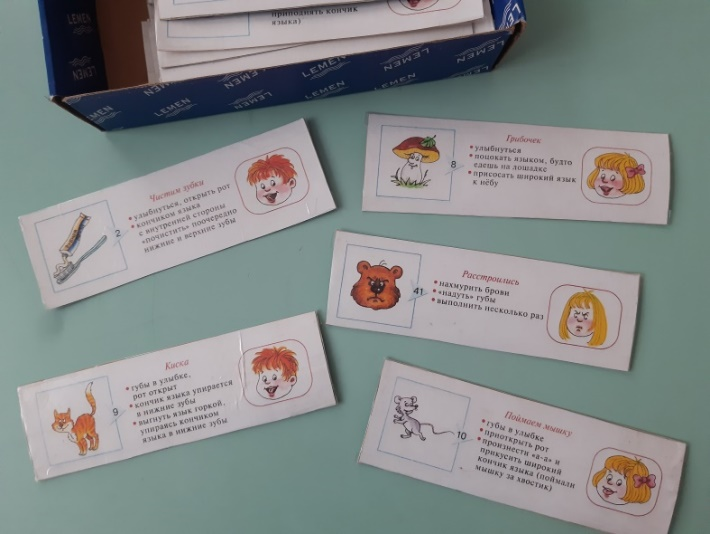 приподнять кончик
языка)
LEMEN
LEMEN
LEMEN
LEMEN
LEMEN
LEMEN
LEMEN
Чистим зубки
• улыбнуться, открыть рот
• кончиком языка
с внутренней стороны
«почистить» поочередно
нижние и верхние зубы
2
Грибочек
• улыбнуться
• поцокать языком, будто
едешь на лошадке
• присосать широкий язык
к нёбу
8
Расстроились
• нахмурить брови
• «надуть» губы
• выполнить несколько раз
41
Киска
• губы в улыбке,
рот открыт
• кончик языка упирается
в нижние зубы
• выгнуть язык горкой,
упираясь кончиком
языка в нижние зубы
9
Поймаем мышку
• губы в улыбке
• приоткрыть рот
• произнести «а-а» и
прикусить широкий
кончик языка (поймали
мышку за хвостик)
10